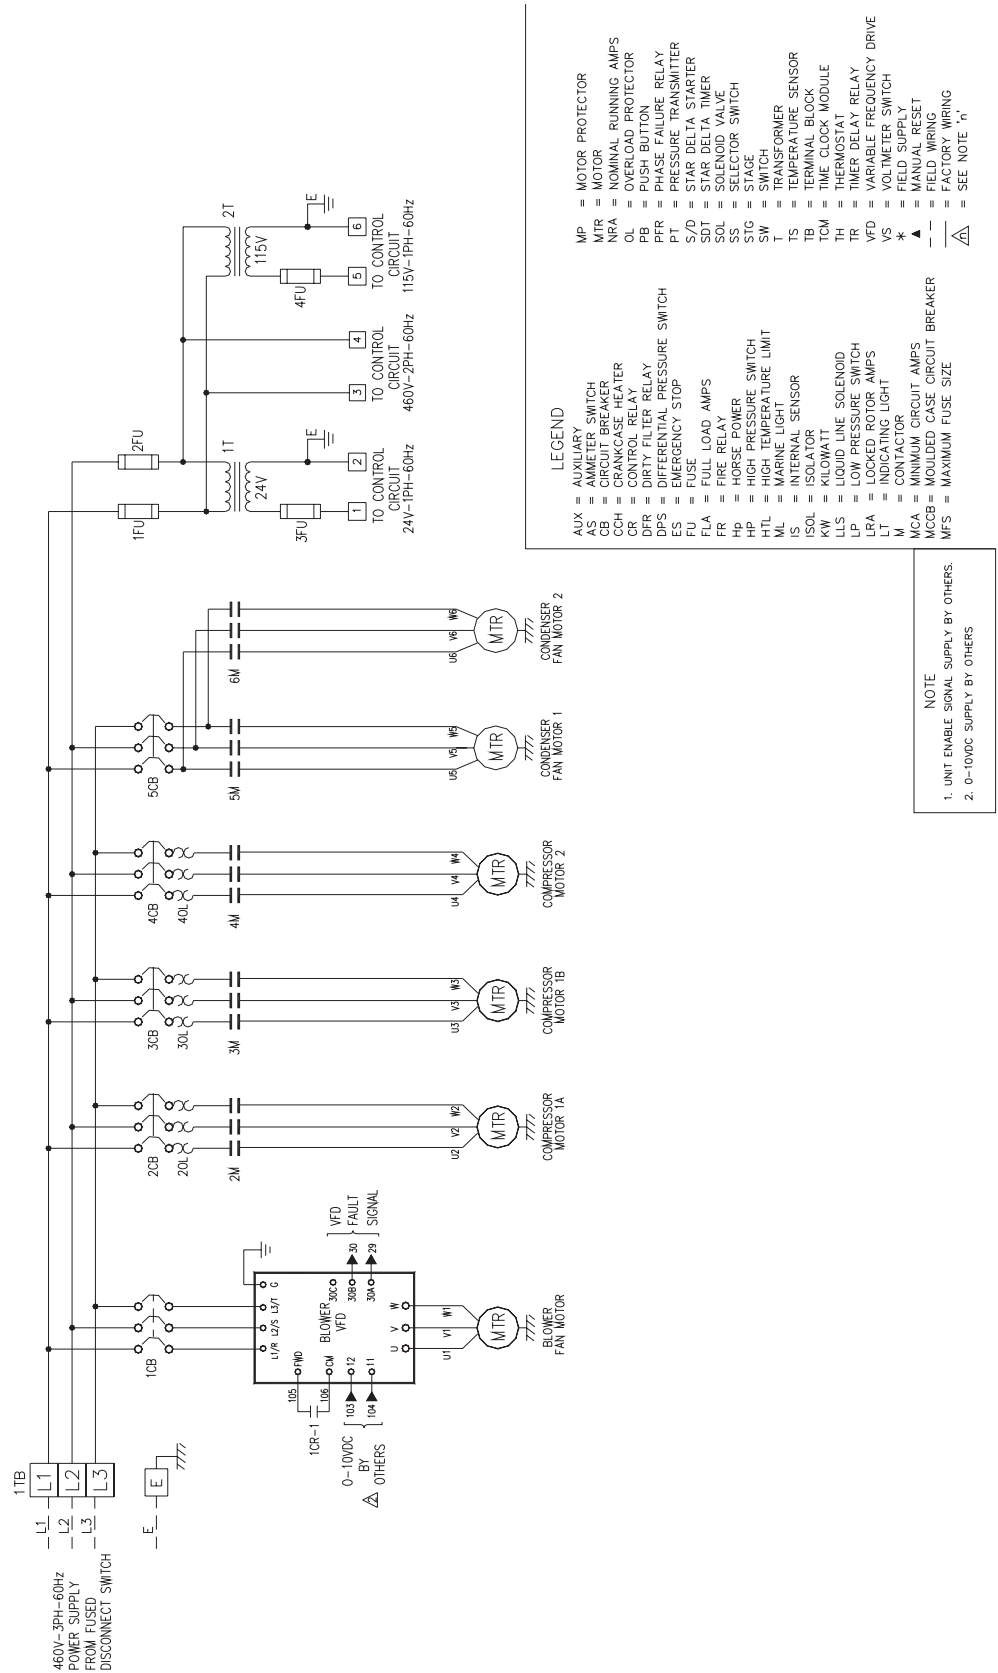 460V-3PH-60Hz
POWER SUPPLY
FROM FUSED
DISCONNECT SWITCH
L1
L2
L3
E
1TB
L1
L2
L3
E
1CB
L1/R
L2/S
L3/T
G
BLOWER
VFD
FWD
CM
12
11
30C
30B
30A
U
V
W
105
106
103
104
1CR-1
0-10VDC
BY
OTHERS
2
30
29
VFD
FAULT
SIGNAL
U1
V1
W1
MTR
BLOWER
FAN MOTOR
2CB
2OL
2M
U2
V2
W2
MTR
COMPRESSOR
MOTOR 1A
3CB
3OL
3M
U3
V3
W3
MTR
COMPRESSOR
MOTOR 1B
4CB
4OL
4M
U4
V4
W4
MTR
COMPRESSOR
MOTOR 2
5CB
5M
U5
V5
W5
MTR
CONDENSER
FAN MOTOR 1
6M
U6
V6
W6
MTR
CONDENSER
FAN MOTOR 2
1FU
2FU
1T
24V
3FU
E
1
2
TO CONTROL
CIRCUIT
24V-1PH-60Hz
3
4
TO CONTROL
CIRCUIT
460V-2PH-60Hz
2T
115V
4FU
E
5
6
TO CONTROL
CIRCUIT
115V-1PH-60Hz
NOTE
1. UNIT ENABLE SIGNAL SUPPLY BY OTHERS.
2. 0-10VDC SUPPLY BY OTHERS
LEGEND
AUX = AUXILIARY
AS = AMMETER SWITCH
CB = CIRCUIT BREAKER
CCH = CRANKCASE HEATER
CR = CONTROL RELAY
DFR = DIRTY FILTER RELAY
DPS = DIFFERENTIAL PRESSURE SWITCH
ES = EMERGENCY STOP
FU = FUSE
FLA = FULL LOAD AMPS
FR = FIRE RELAY
Hp = HORSE POWER
HP = HIGH PRESSURE SWITCH
HTL = HIGH TEMPERATURE LIMIT
ML = MARINE LIGHT
IS = INTERNAL SENSOR
ISOL = ISOLATOR
KW = KILOWATT
LLS = LIQUID LINE SOLENOID
LP = LOW PRESSURE SWITCH
LRA = LOCKED ROTOR AMPS
LT = INDICATING LIGHT
M = CONTACTOR
MCA = MINIMUM CIRCUIT AMPS
MCCB = MOULDED CASE CIRCUIT BREAKER
MFS = MAXIMUM FUSE SIZE
MP = MOTOR PROTECTOR
MTR = MOTOR
NRA = NOMINAL RUNNING AMPS
OL = OVERLOAD PROTECTOR
PB = PUSH BUTTON
PFR = PHASE FAILURE RELAY
PT = PRESSURE TRANSMITTER
S/D = STAR DELTA STARTER
SDT = STAR DELTA TIMER
SOL = SOLENOID VALVE
SS = SELECTOR SWITCH
STG = STAGE
SW = SWITCH
T = TRANSFORMER
TS = TEMPERATURE SENSOR
TB = TERMINAL BLOCK
TCM = TIME CLOCK MODULE
TH = THERMOSTAT
TR = TIMER DELAY RELAY
VFD = VARIABLE FREQUENCY DRIVE
VS = VOLTMETER SWITCH
* = FIELD SUPPLY
▲ = MANUAL RESET
— — = FIELD WIRING
—— = FACTORY WIRING
n = SEE NOTE 'n'